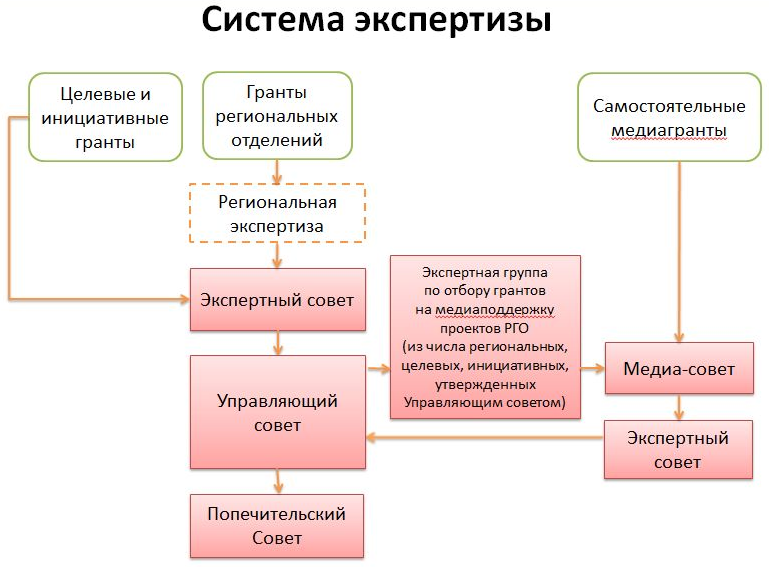 Система экспертизы
Целевые и
инициативные
гранты
Гранты
региональных
отделений
Самостоятельные
медиагранты
Региональная
экспертиза
Экспертный совет
Экспертная группа
по отбору грантов
на медиаподдержку
проектов РГО
(из числа региональных,
целевых, инициативных,
утвержденных
Управляющим советом)
Медиа-совет
Управляющий
совет
Экспертный
совет
Попечительский
Совет